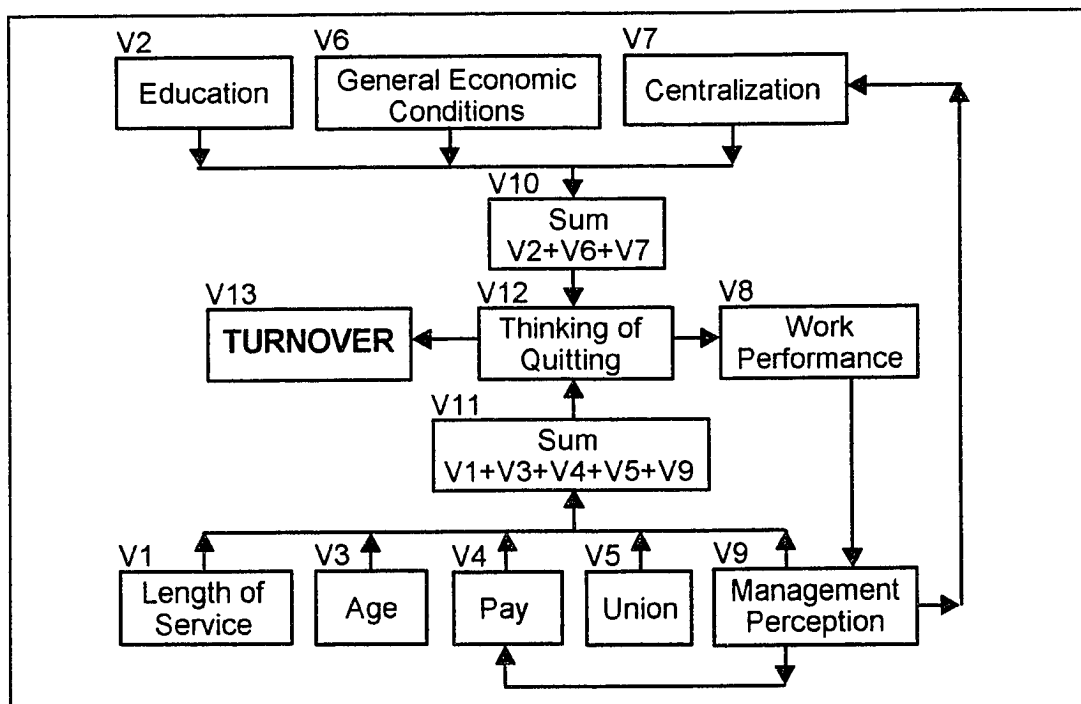 V2
Education
V6
General Economic
Conditions
V7
Centralization
V10
Sum
V2+V6+V7
V13
TURNOVER
V12
Thinking of
Quitting
V8
Work
Performance
V11
Sum
V1+V3+V4+V5+V9
V1
Length of
Service
V3
Age
V4
Pay
V5
Union
V9
Management
Perception